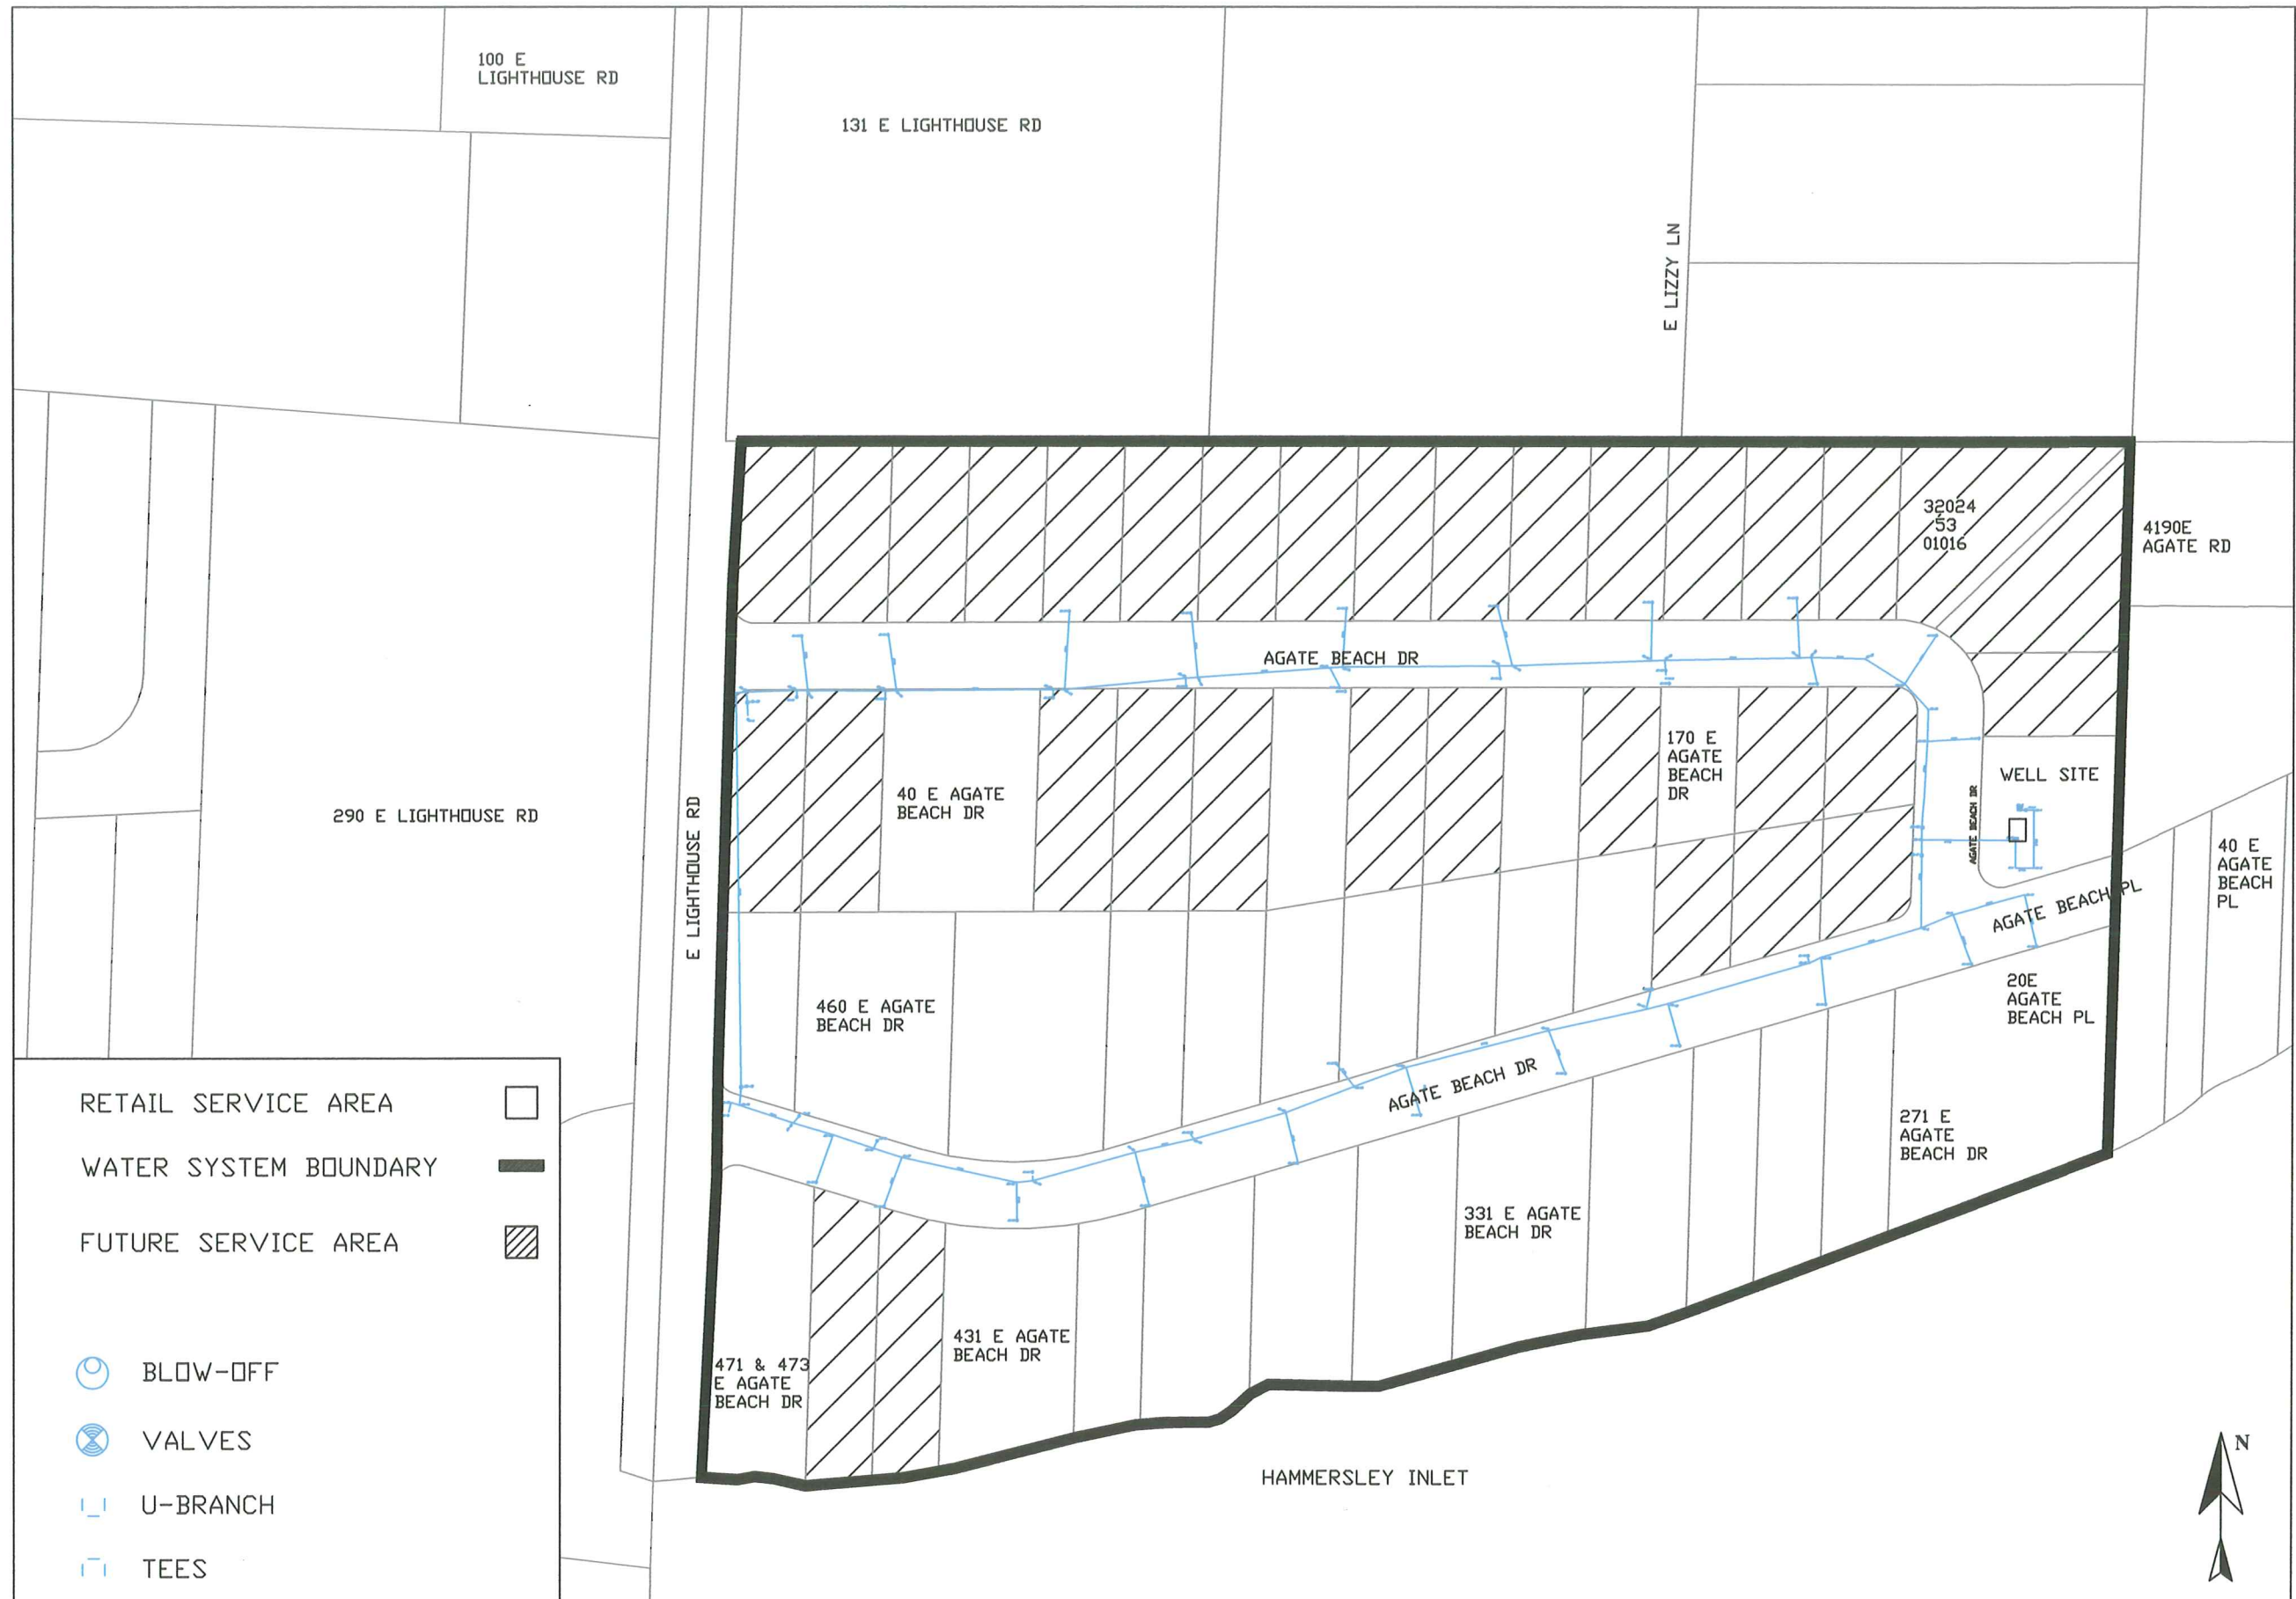 100 E
LIGHTHOUSE RD
131 E LIGHTHOUSE RD
E LIZZY LN
32024
53
01016
4190E
AGATE RD
AGATE BEACH DR
170 E
AGATE
BEACH
DR
WELL SITE
40 E AGATE
BEACH DR
290 E LIGHTHOUSE RD
E LIGHTHOUSE RD
AGATE BEACH DR
40 E
AGATE
BEACH
PL
AGATE BEACH PL
20E
AGATE
BEACH PL
460 E AGATE
BEACH DR
AGATE BEACH DR
271 E
AGATE
BEACH DR
331 E AGATE
BEACH DR
431 E AGATE
BEACH DR
471 & 473
E AGATE
BEACH DR
HAMMERSLEY INLET
N
RETAIL SERVICE AREA
WATER SYSTEM BOUNDARY
FUTURE SERVICE AREA
BLOW-OFF
VALVES
U-BRANCH
TEES